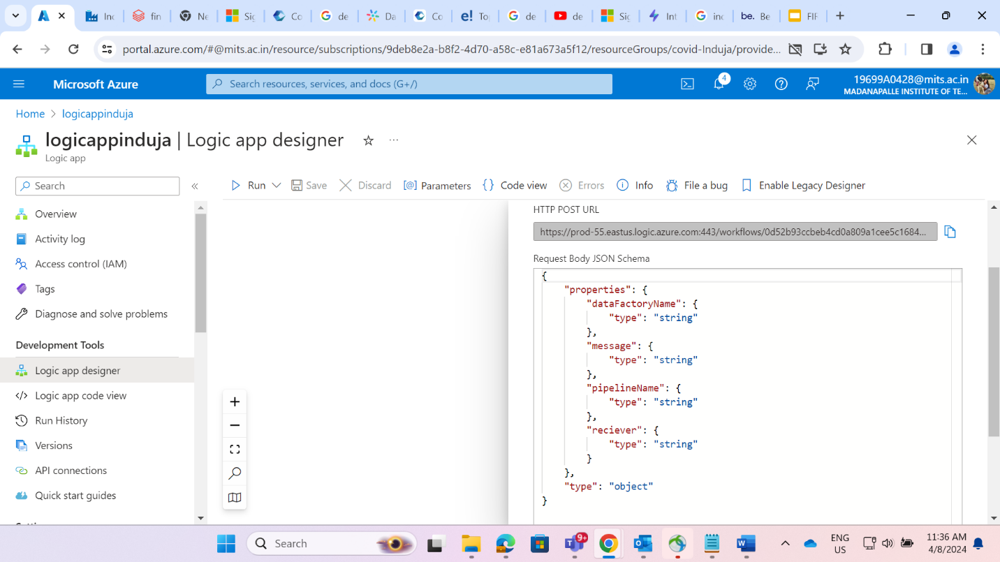 Inc
fin
Ne
Sig
Co
de
Da
Co
Top
de
de
Sig
Int
inc
be. Be
FIF
portal.azure.com/#@mits.ac.in/resource/subscriptions/9deb8e2a-b8f2-4d70-a58c-e81a673a5f12/resourceGroups/covid-Induja/provide...
Microsoft Azure
Search resources, services, and docs (G+/)
4
19699A0428@mits.ac.in
MADANAPALLE INSTITUTE OF TE...
Home > logicappinduja
logicappinduja | Logic app designer
Logic app
Search
Run
Save
Discard
Parameters
Code view
Errors
Info
File a bug
Enable Legacy Designer
Overview
Activity log
Access control (IAM)
Tags
Diagnose and solve problems
Development Tools
Logic app designer
Logic app code view
Run History
Versions
API connections
Quick start guides
HTTP POST URL
https://prod-55.eastus.logic.azure.com:443/workflows/0d52b93ccbeb4cd0a809a1cee5c1684...
Request Body JSON Schema
{
"properties": {
"dataFactoryName": {
"type": "string"
},
"message": {
"type": "string"
},
"pipelineName": {
"type": "string"
},
"reciever": {
"type": "string"
}
},
"type": "object"
}
Search
9+
ENG
US
11:36 AM
4/8/2024